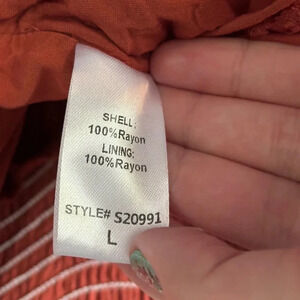 SHELL:
100%Rayon
LINING:
100%Rayon
STYLE# S20991
L